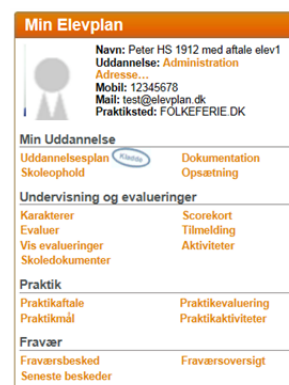 Min Elevplan
Navn: Peter HS 1912 med aftale elev1
Uddannelse: Administration
Adresse...
Mobil: 12345678
Mail: test@elevplan.dk
Praktiksted: FOLKEFERIE.DK
Min Uddannelse
Uddannelsesplan Kladde Dokumentation
Skoleophold Opsætning
Undervisning og evalueringer
Karakterer Scorekort
Evaluer Tilmelding
Vis evalueringer Aktiviteter
Skoledokumenter
Praktik
Praktikaftale Praktikevaluering
Praktikmål Praktikaktiviteter
Fravær
Fraværsbesked Fraværsoversigt
Seneste beskeder